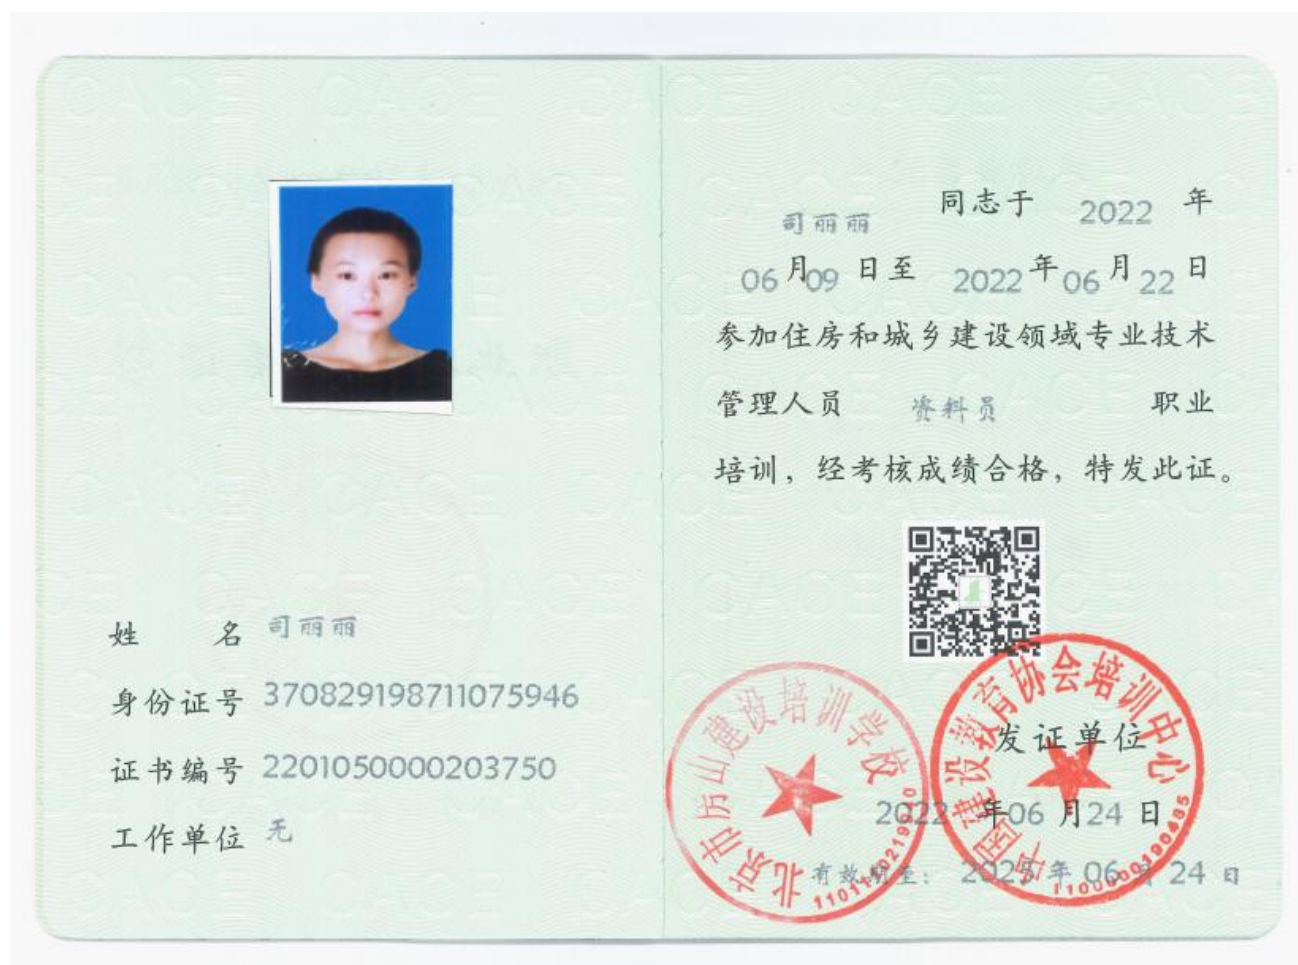 姓 名 司丽丽
身份证号 370829198711075946
证书编号 2201050000203750
工作单位 无
司丽丽 同志于 2022 年
06 月 09 日至 2022 年 06 月 22 日
参加住房和城乡建设领域专业技术
管理人员 资料员 职业
培训，经考核成绩合格，特发此证。
北京市历山建设培训学校
中国建设教育协会培训中心
发证单位
2022 年 06 月 24 日
有效期至： 2025 年 06 月 24 日
1100000190485
CACE